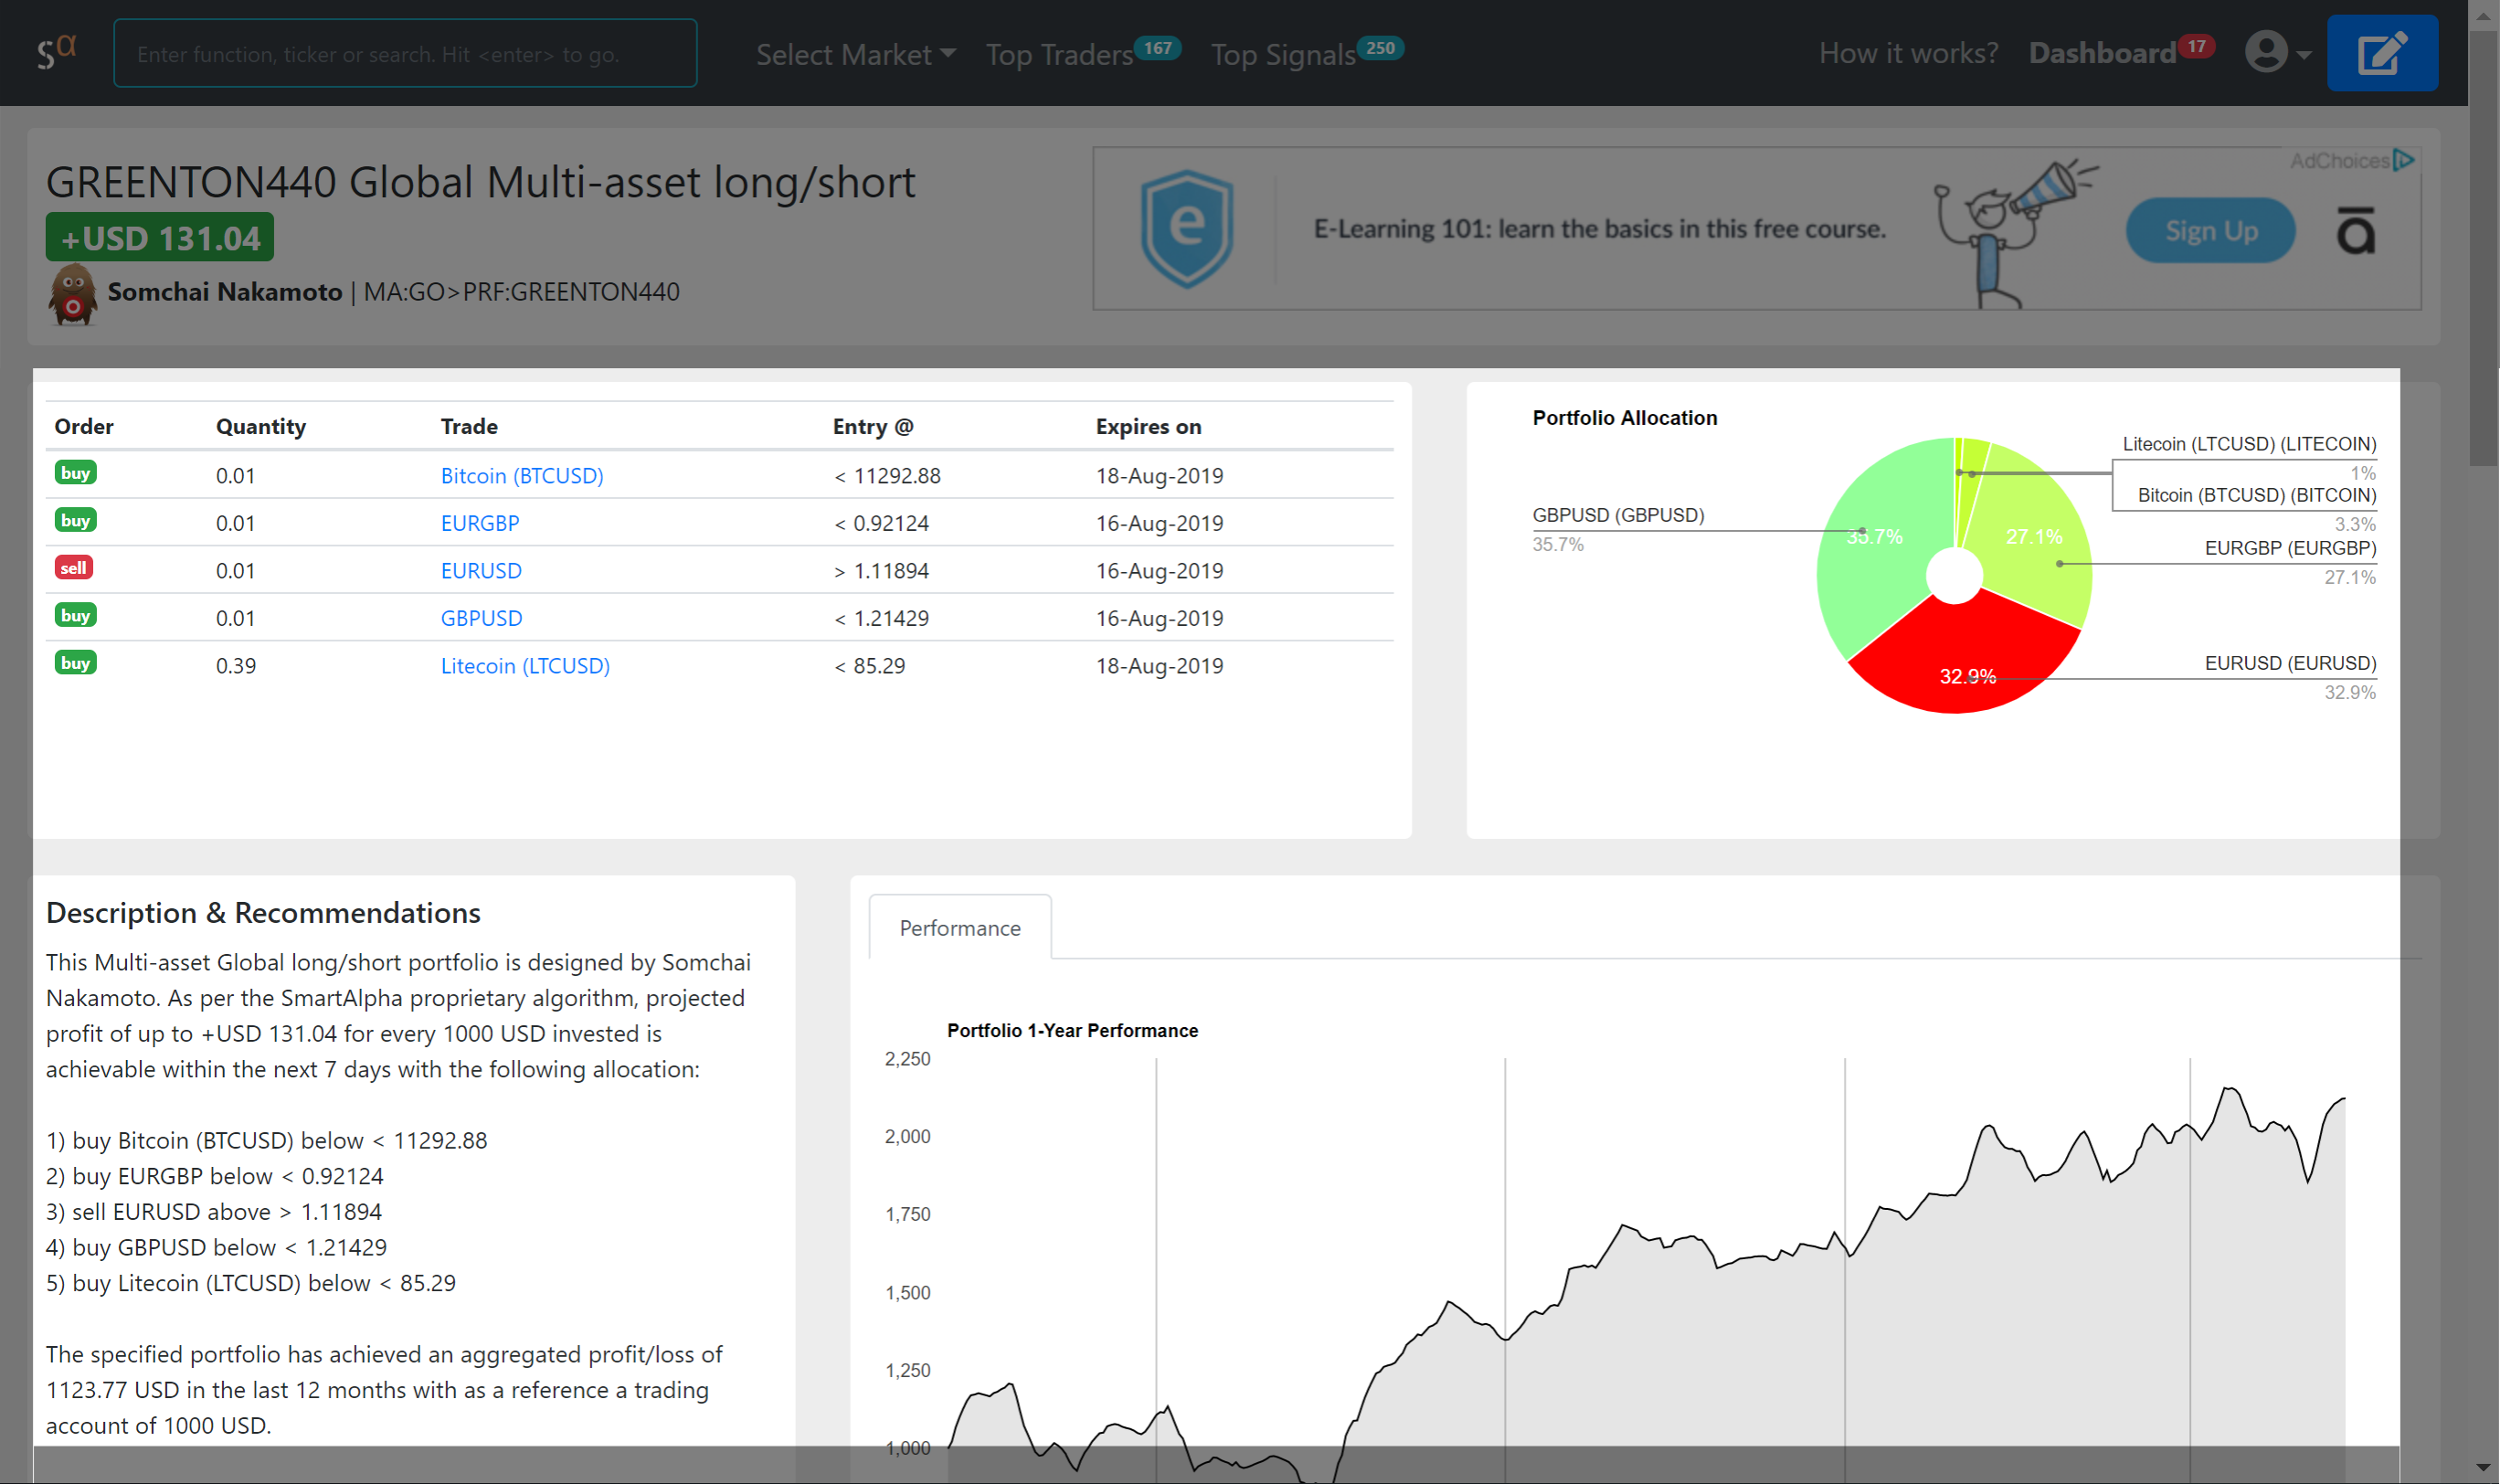 sα
Enter function, ticker or search. Hit <enter> to go.
Select Market
Top Traders 167
Top Signals 250
How it works?
Dashboard 17
GREENTON440 Global Multi-asset long/short
+USD 131.04
Somchai Nakamoto | MA:GO>PRF:GREENTON440
AdChoices
e
E-Learning 101: learn the basics in this free course.
Sign Up
a
Order Quantity Trade Entry @ Expires on
buy 0.01 Bitcoin (BTCUSD) < 11292.88 18-Aug-2019
buy 0.01 EURGBP < 0.92124 16-Aug-2019
sell 0.01 EURUSD > 1.11894 16-Aug-2019
buy 0.01 GBPUSD < 1.21429 16-Aug-2019
buy 0.39 Litecoin (LTCUSD) < 85.29 18-Aug-2019
Portfolio Allocation
Litecoin (LTCUSD) (LITECOIN)
1%
Bitcoin (BTCUSD) (BITCOIN)
3.3%
GBPUSD (GBPUSD)
35.7%
35.7%
27.1%
EURGBP (EURGBP)
27.1%
EURUSD (EURUSD)
32.9%
32.9%
Description & Recommendations
This Multi-asset Global long/short portfolio is designed by Somchai
Nakamoto. As per the SmartAlpha proprietary algorithm, projected
profit of up to +USD 131.04 for every 1000 USD invested is
achievable within the next 7 days with the following allocation:
1) buy Bitcoin (BTCUSD) below < 11292.88
2) buy EURGBP below < 0.92124
3) sell EURUSD above > 1.11894
4) buy GBPUSD below < 1.21429
5) buy Litecoin (LTCUSD) below < 85.29
The specified portfolio has achieved an aggregated profit/loss of
1123.77 USD in the last 12 months with as a reference a trading
account of 1000 USD.
Performance
Portfolio 1-Year Performance
2,250
2,000
1,750
1,500
1,250
1,000